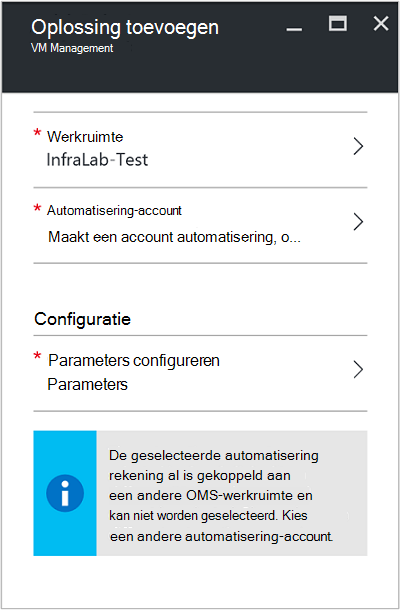 Oplossing toevoegen
VM Management
* Werkruimte
InfraLab-Test
* Automatisering-account
Maakt een account automatisering, o...
Configuratie
* Parameters configureren
Parameters
De geselecteerde automatisering
rekening al is gekoppeld aan
een andere OMS-werkruimte en
kan niet worden geselecteerd. Kies
een andere automatisering-account.